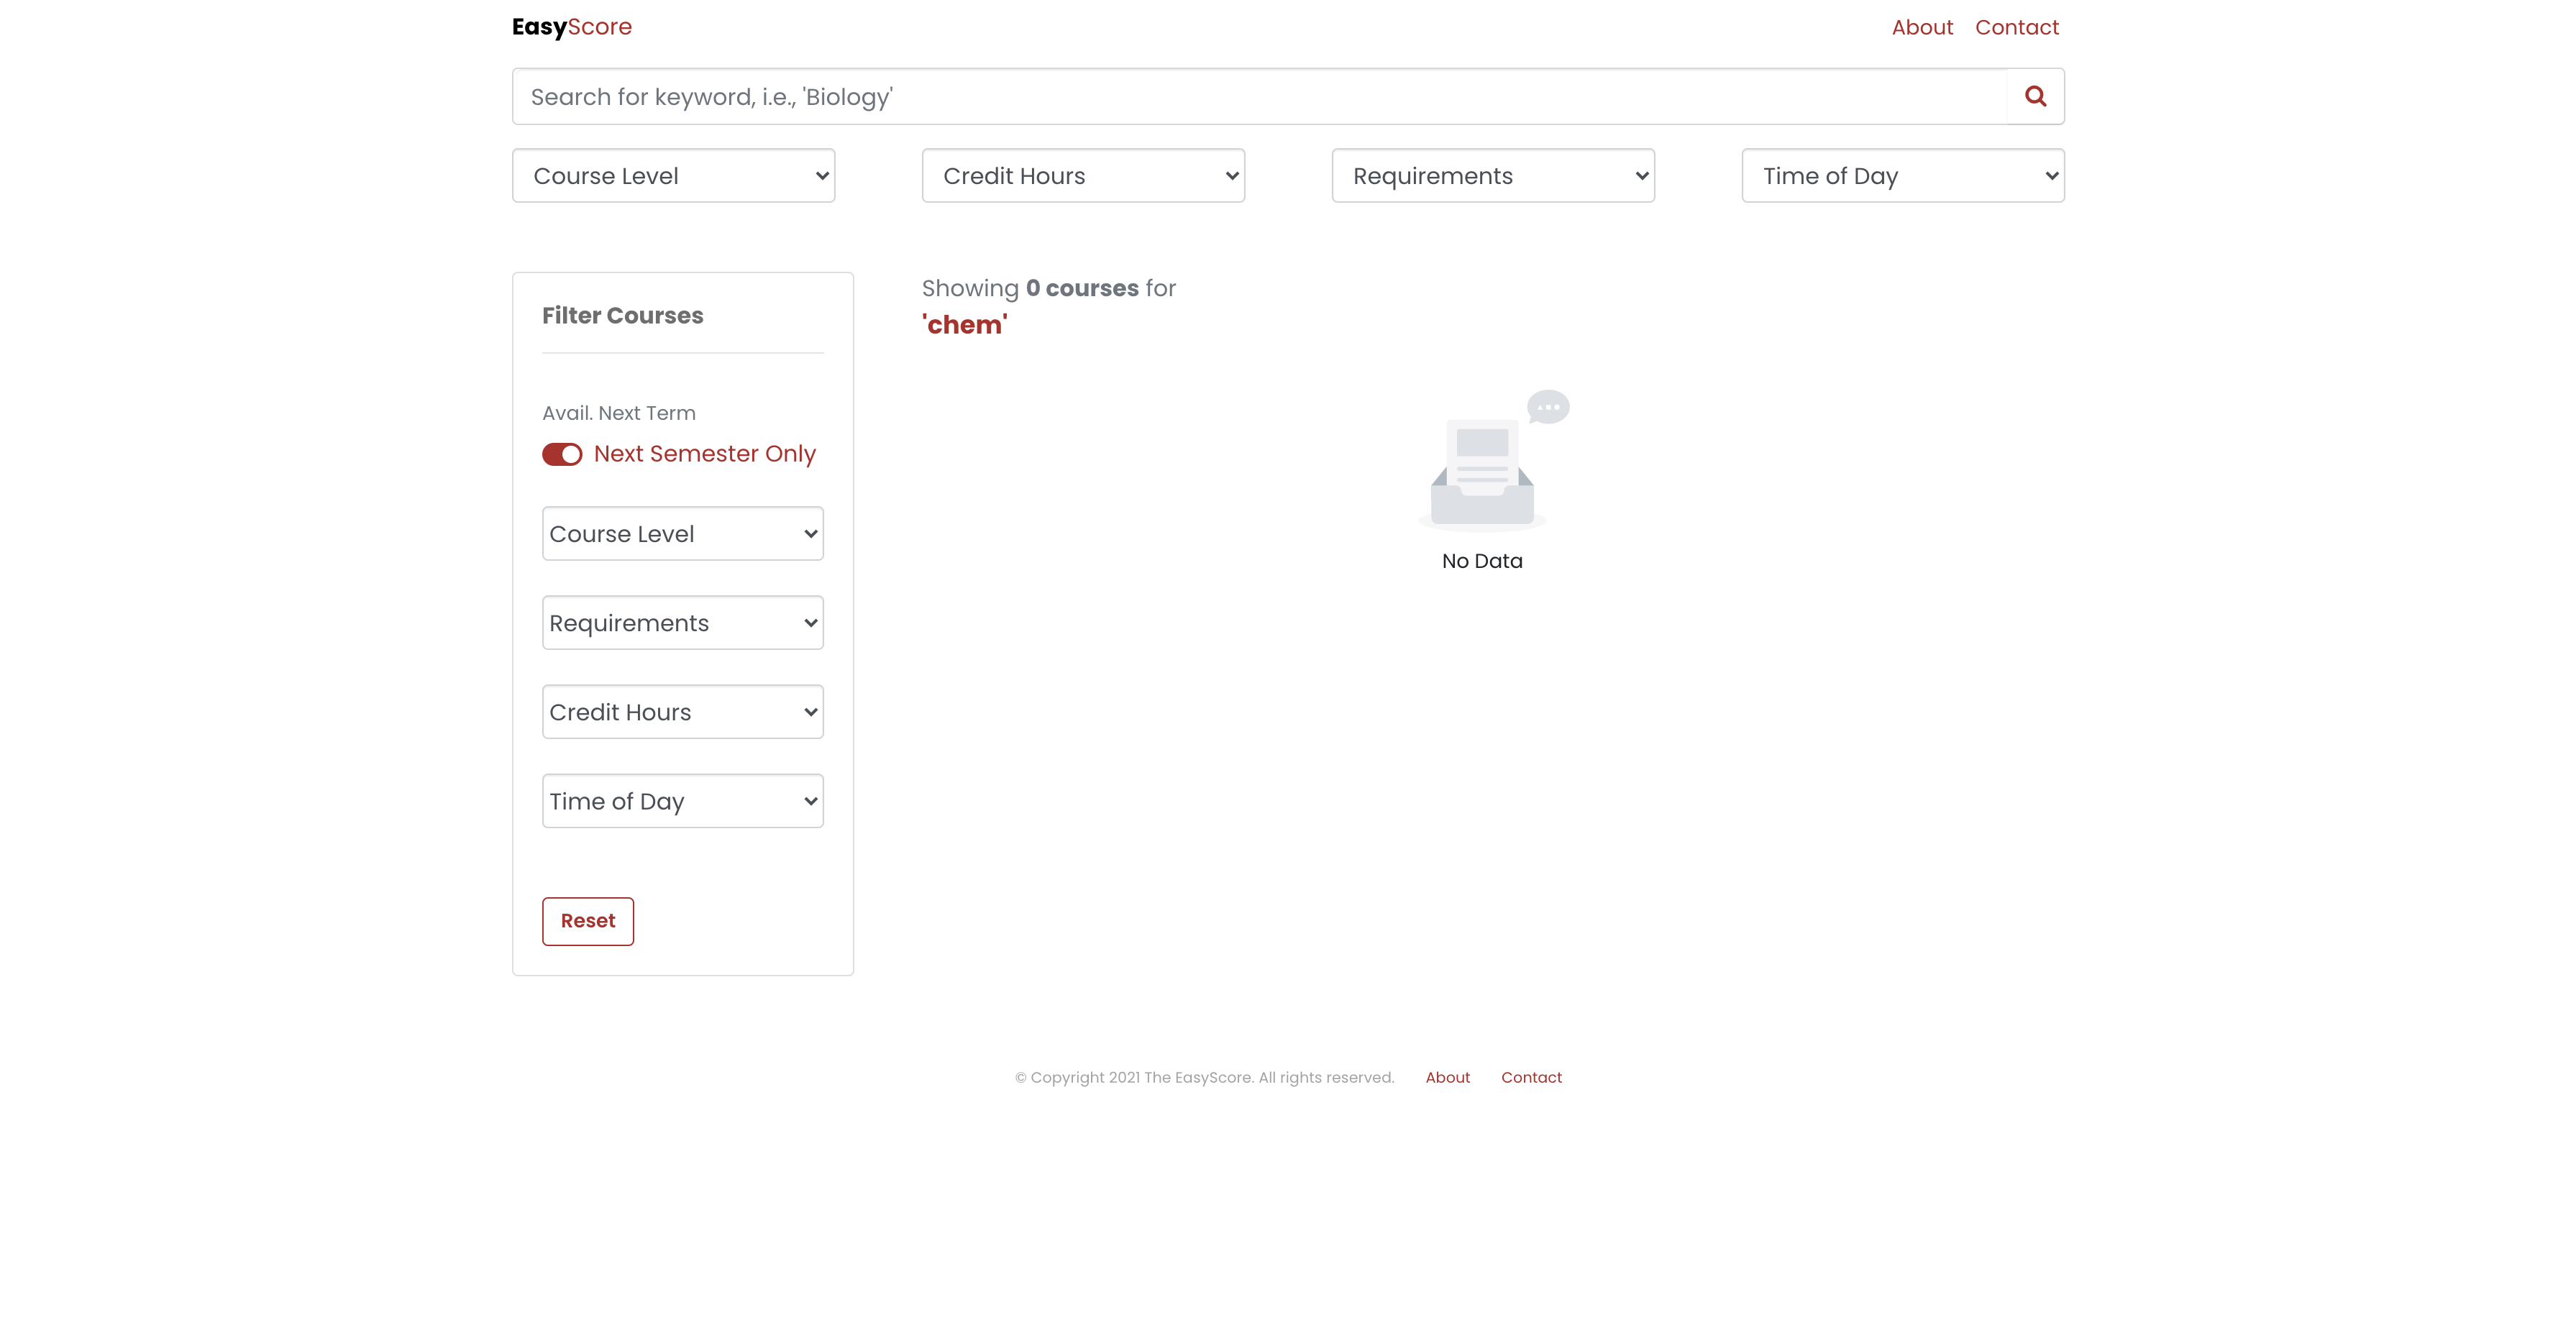 EasyScore
About Contact
Search for keyword, i.e., 'Biology'
Course Level Credit Hours Requirements Time of Day
Filter Courses
Avail. Next Term
Next Semester Only
Course Level
Requirements
Credit Hours
Time of Day
Reset
Showing 0 courses for
'chem'
No Data
© Copyright 2021 The EasyScore. All rights reserved. About Contact